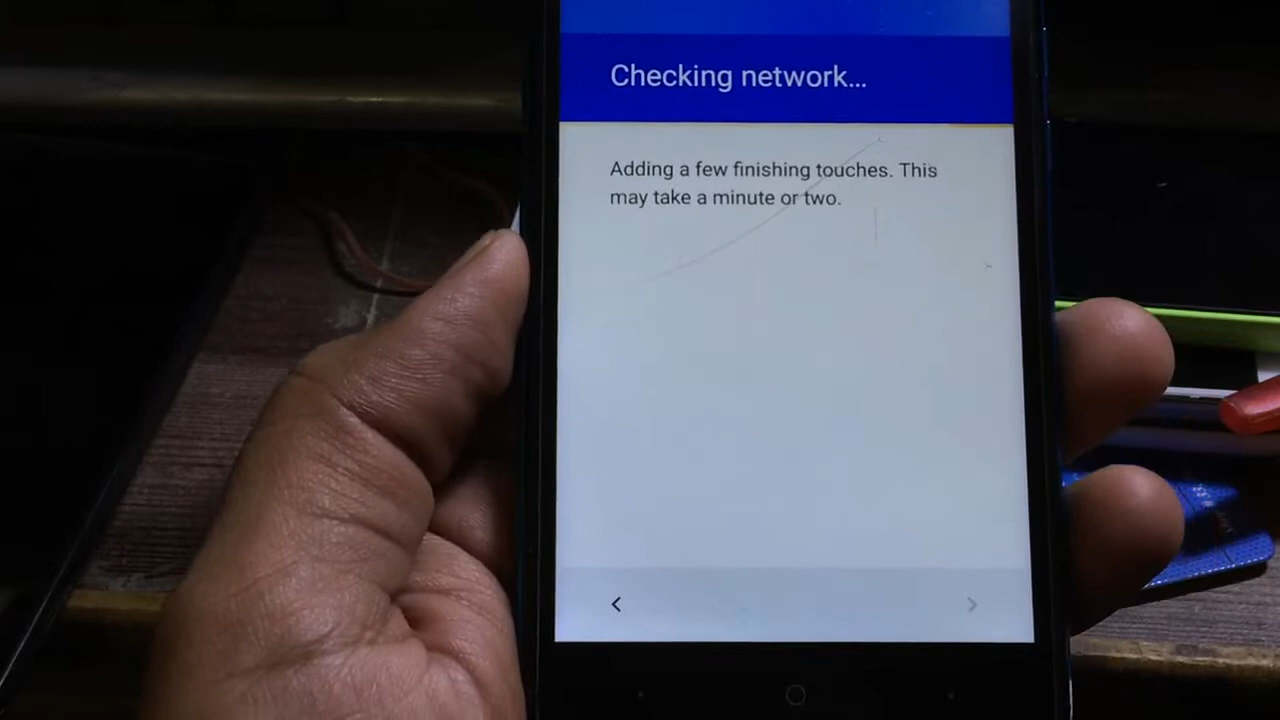 Checking network...
Adding a few finishing touches. This
may take a minute or two.